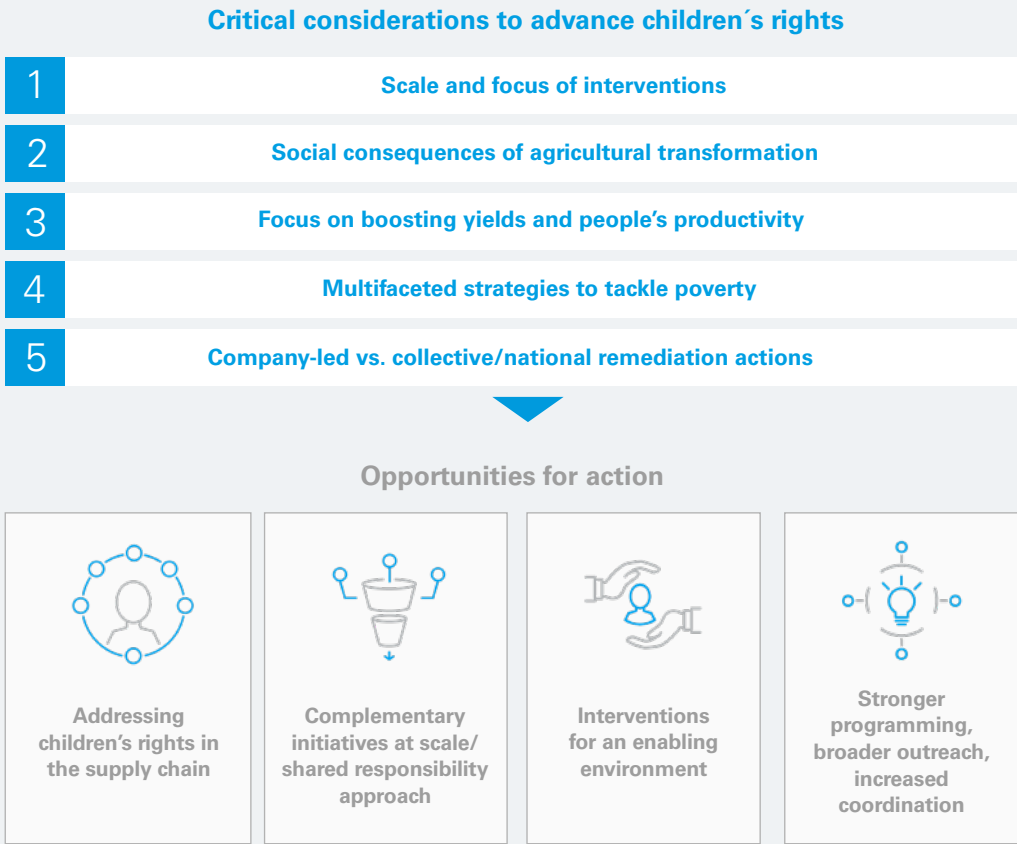 Critical considerations to advance children´s rights
1
Scale and focus of interventions
2
Social consequences of agricultural transformation
3
Focus on boosting yields and people’s productivity
4
Multifaceted strategies to tackle poverty
5
Company-led vs. collective/national remediation actions
Opportunities for action
Addressing
children’s rights in
the supply chain
Complementary
initiatives at scale/
shared responsibility
approach
Interventions
for an enabling
environment
Stronger
programming,
broader outreach,
increased
coordination